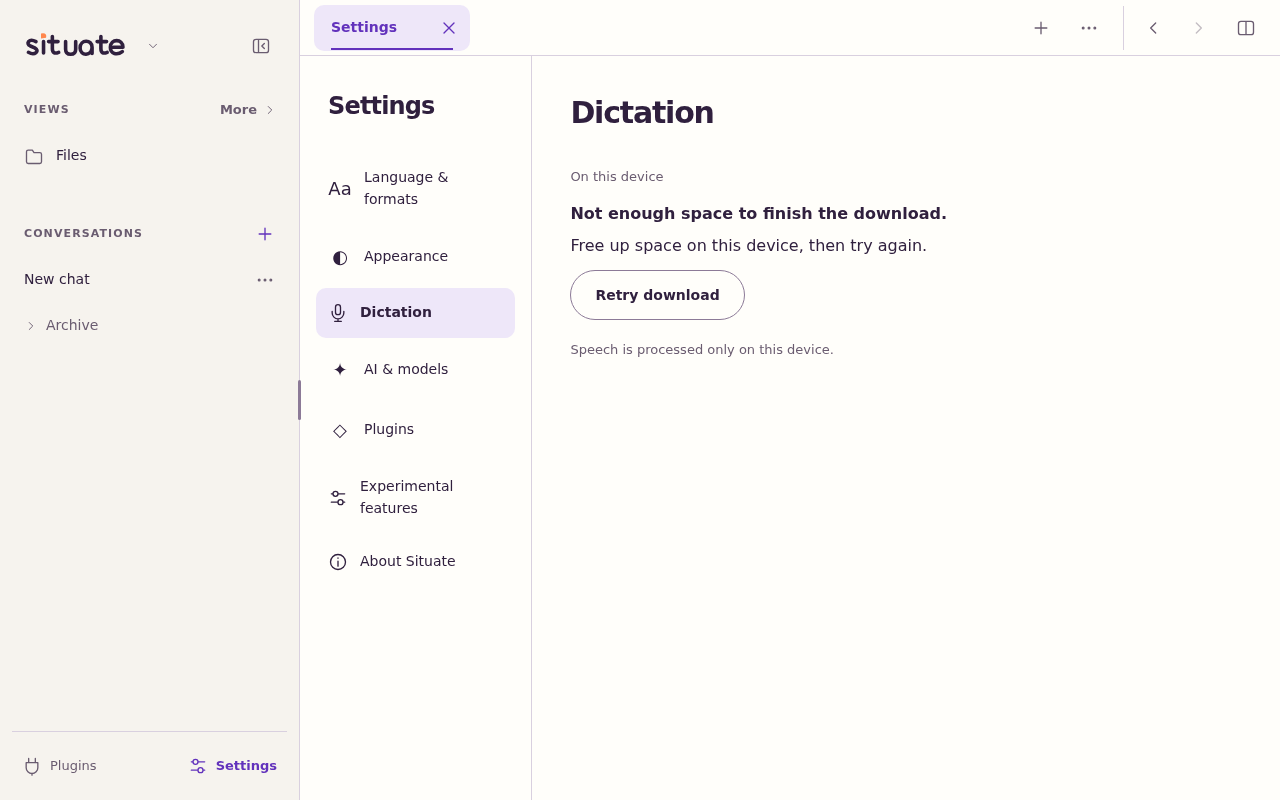 situate
Settings
VIEWS
More
Files
CONVERSATIONS
New chat
Archive
Plugins
Settings
Settings
Aa
Language &
formats
Appearance
Dictation
AI & models
Plugins
Experimental
features
About Situate
Dictation
On this device
Not enough space to finish the download.
Free up space on this device, then try again.
Retry download
Speech is processed only on this device.